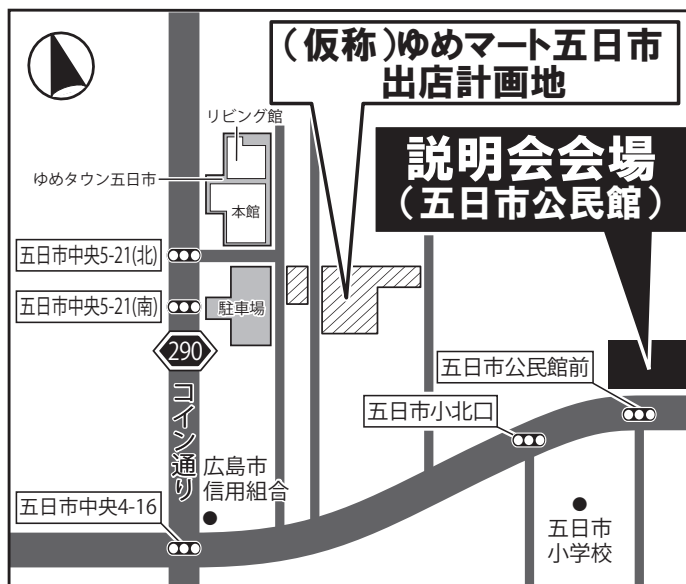 (仮称)ゆめマート五日市
出店計画地
リビング館
説明会会場
(五日市公民館)
ゆめタウン五日市
本館
五日市中央5-21(北)
五日市中央5-21(南)
駐車場
290
コイン通り
五日市公民館前
五日市小北口
広島市
信用組合
五日市中央4-16
五日市
小学校